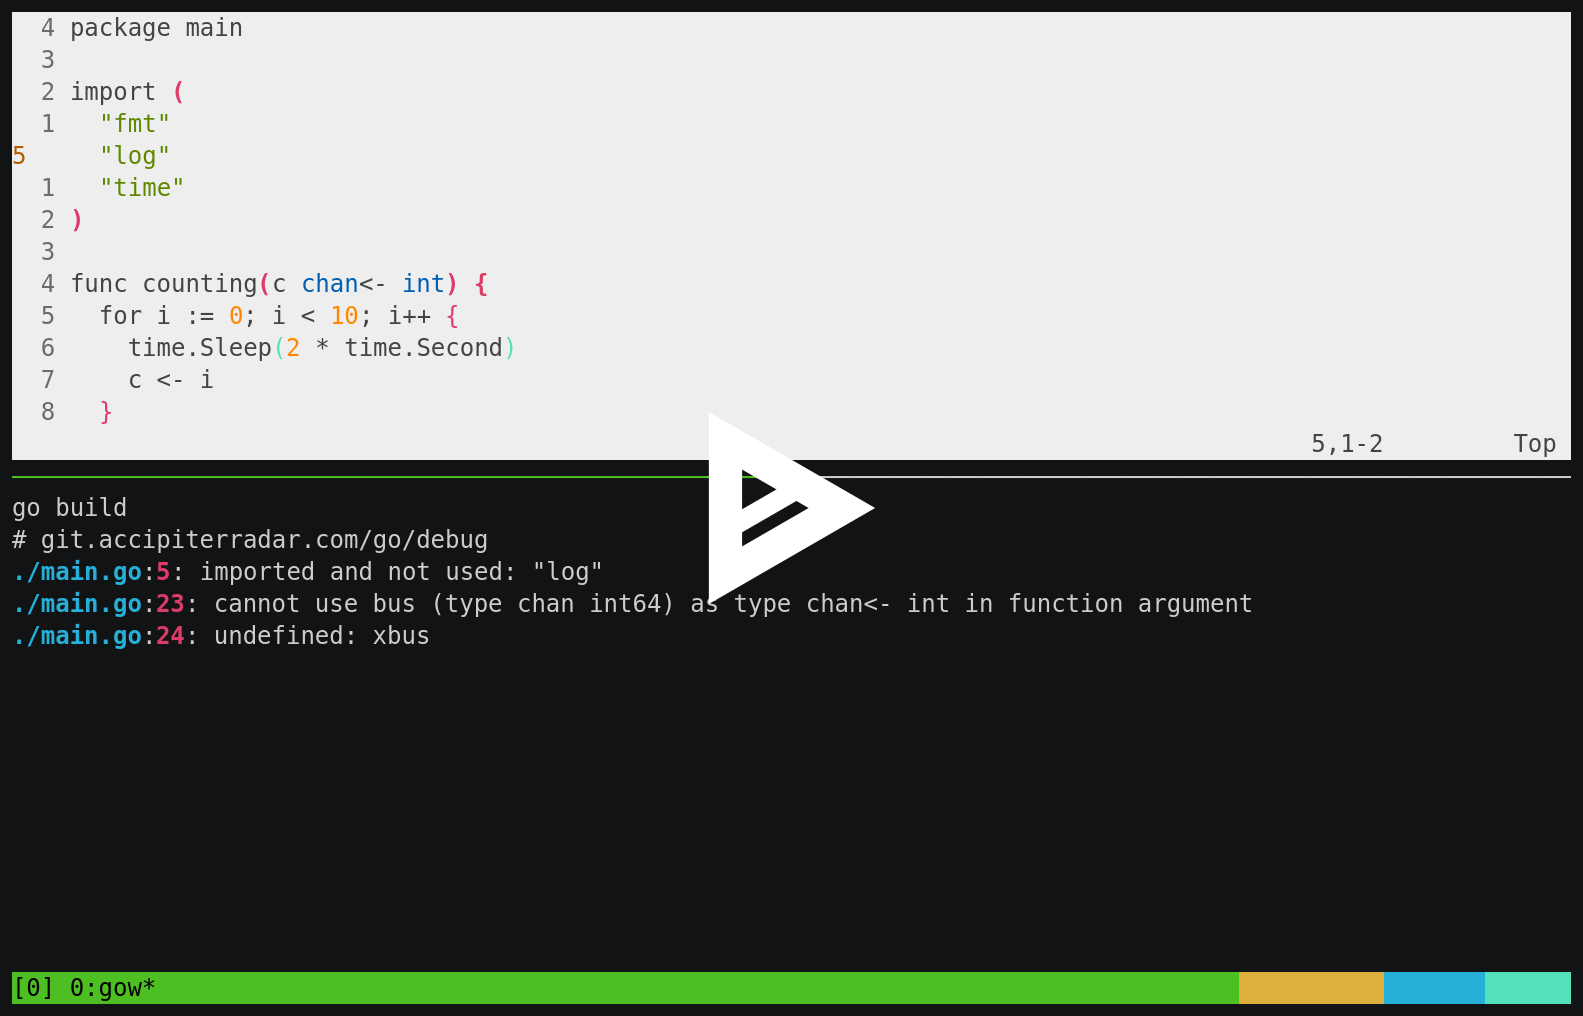 4 package main
3
2 import (
1   "fmt"
5   "log"
1   "time"
2 )
3
4 func counting(c chan<- int) {
5   for i := 0; i < 10; i++ {
6     time.Sleep(2 * time.Second)
7     c <- i
8   }
5,1-2 Top
go build
# git.accipiterradar.com/go/debug
./main.go:5: imported and not used: "log"
./main.go:23: cannot use bus (type chan int64) as type chan<- int in function argument
./main.go:24: undefined: xbus
[0] 0:gow*